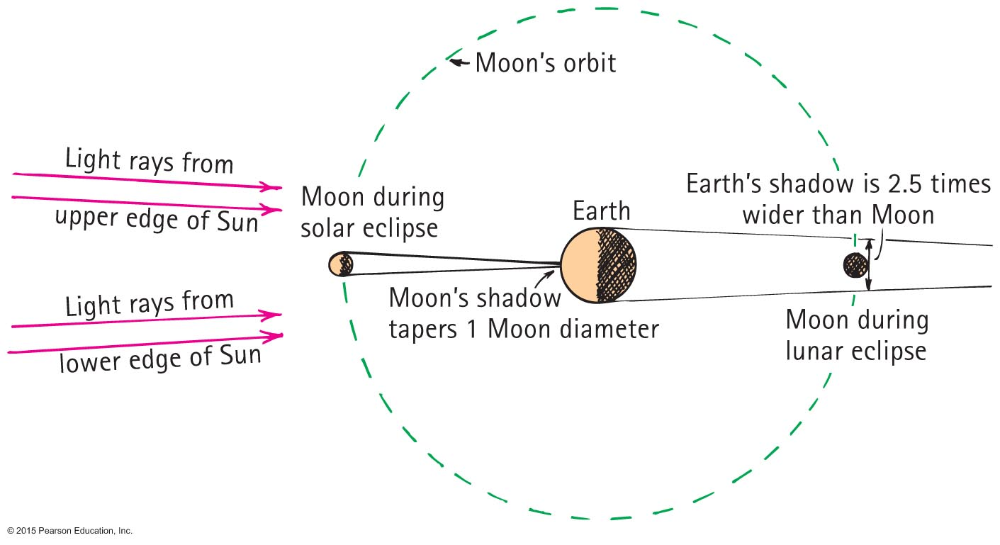 Moon's orbit
Light rays from
upper edge of Sun
Moon during
solar eclipse
Earth
Earth's shadow is 2.5 times
wider than Moon
Light rays from
lower edge of Sun
Moon's shadow
tapers 1 Moon diameter
Moon during
lunar eclipse
© 2015 Pearson Education, Inc.